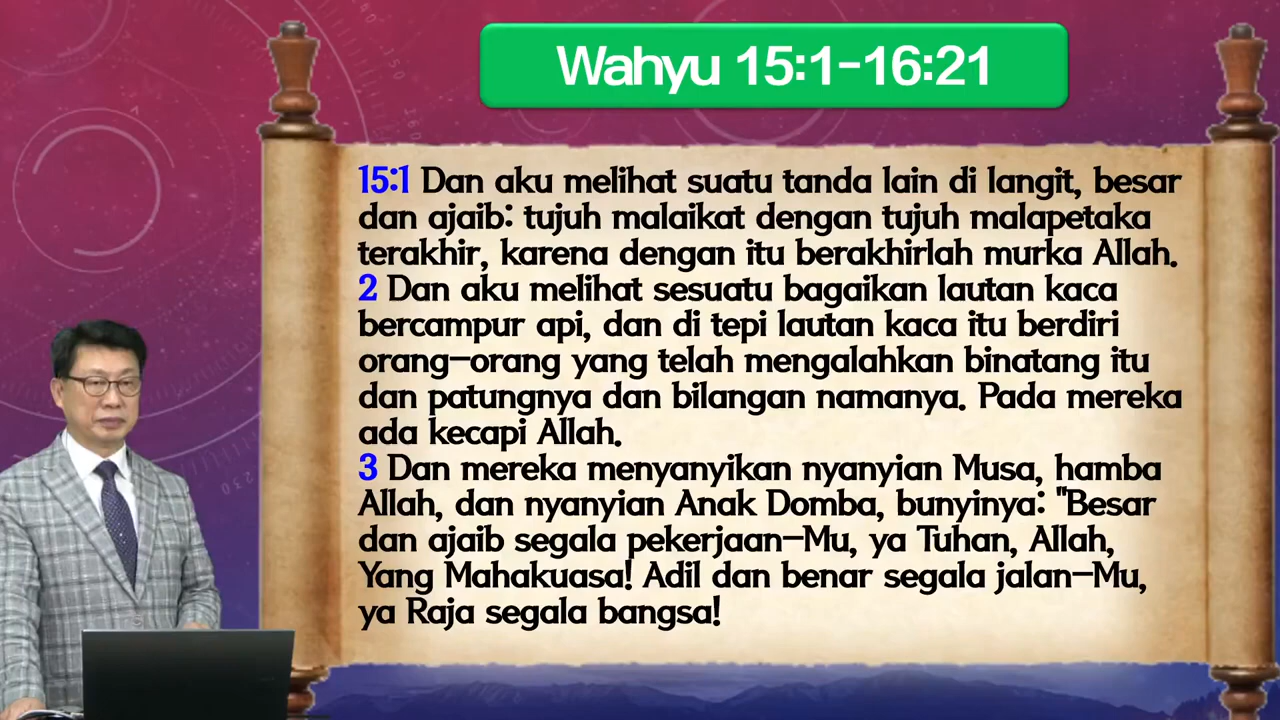 Wahyu 15:1-16:21
15:1 Dan aku melihat suatu tanda lain di langit, besar
dan ajaib: tujuh malaikat dengan tujuh malapetaka
terakhir, karena dengan itu berakhirlah murka Allah.
2 Dan aku melihat sesuatu bagaikan lautan kaca
bercampur api, dan di tepi lautan kaca itu berdiri
orang-orang yang telah mengalahkan binatang itu
dan patungnya dan bilangan namanya. Pada mereka
ada kecapi Allah.
3 Dan mereka menyanyikan nyanyian Musa, hamba
Allah, dan nyanyian Anak Domba, bunyinya: "Besar
dan ajaib segala pekerjaan-Mu, ya Tuhan, Allah,
Yang Mahakuasa! Adil dan benar segala jalan-Mu,
ya Raja segala bangsa!